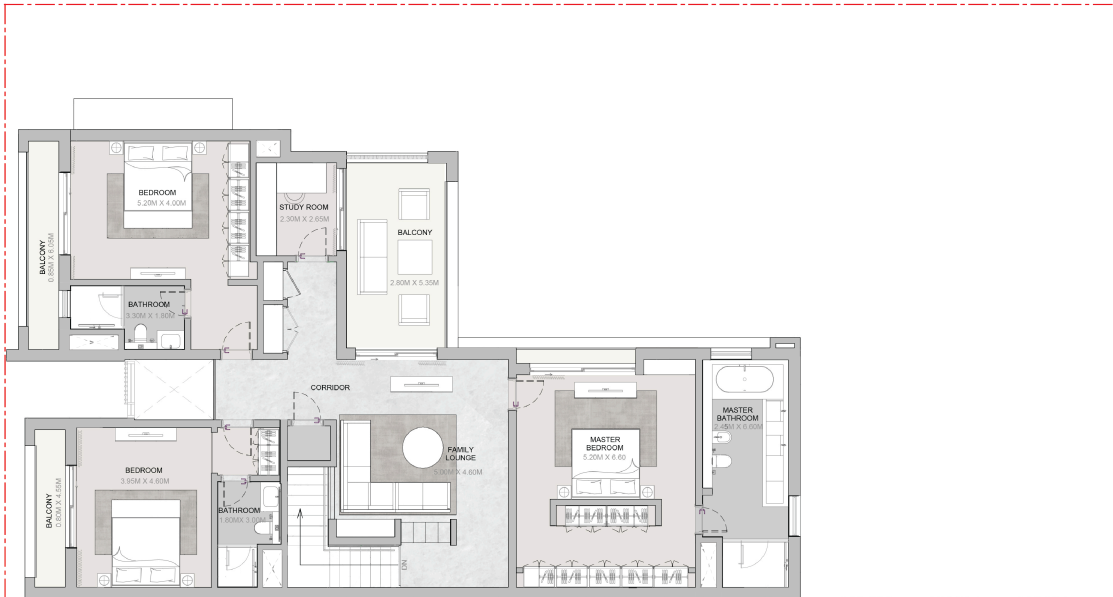 BEDROOM
5.20M X 4.00M
STUDY ROOM
2.30M X 2.65M
BALCONY
2.80M X 5.35M
BALCONY
0.85M X 6.05M
BATHROOM
3.30M X 1.80M
CORRIDOR
FAMILY
LOUNGE
5.00M X 4.60M
MASTER
BEDROOM
5.20M X 6.60
MASTER
BATHROOM
2.45M X 6.60M
BEDROOM
3.95M X 4.60M
BALCONY
0.80M X 4.55M
BATHROOM
1.80MX 3.00M
DN